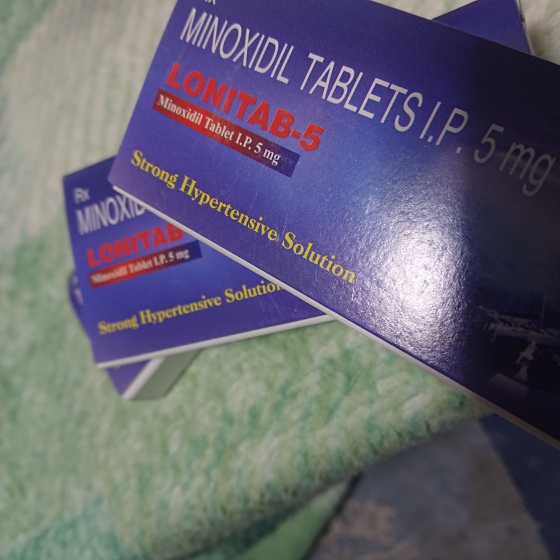 Rx
MINOXIDIL TABLETS I.P. 5 mg
LONITAB-5
Minoxidil Tablet I.P. 5 mg
Strong Hypertensive Solution
Rx
MINOXID
LONITAB
Minoxidil Tablet I.P. 5 mg
Strong Hypertensive Solution